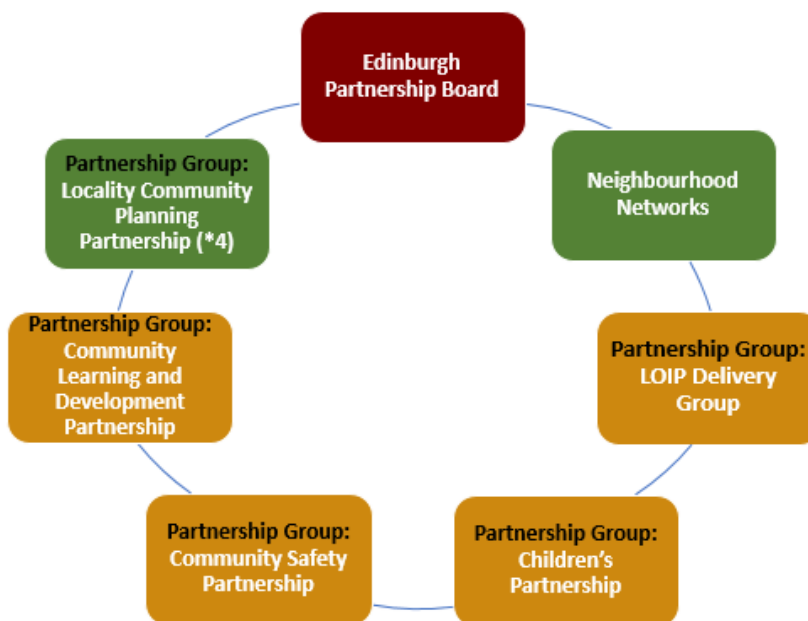 Edinburgh
Partnership Board
Partnership Group:
Locality Community
Planning
Partnership (*4)
Neighbourhood
Networks
Partnership Group:
Community
Learning and
Development
Partnership
Partnership Group:
LOIP Delivery
Group
Partnership Group:
Community Safety
Partnership
Partnership Group:
Children’s
Partnership